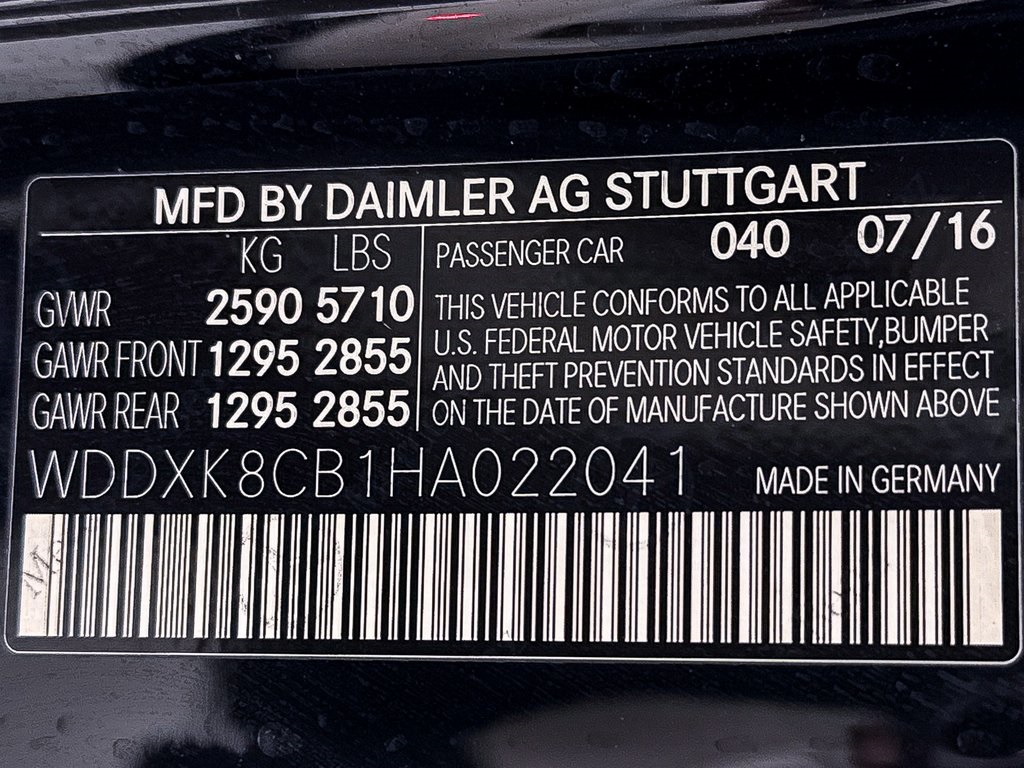 MFD BY DAIMLER AG STUTTGART
KG LBS
GVWR 2590 5710
GAWR FRONT 1295 2855
GAWR REAR 1295 2855
PASSENGER CAR 040 07/16
THIS VEHICLE CONFORMS TO ALL APPLICABLE
U.S. FEDERAL MOTOR VEHICLE SAFETY,BUMPER
AND THEFT PREVENTION STANDARDS IN EFFECT
ON THE DATE OF MANUFACTURE SHOWN ABOVE
WDDXK8CB1HA022041 MADE IN GERMANY